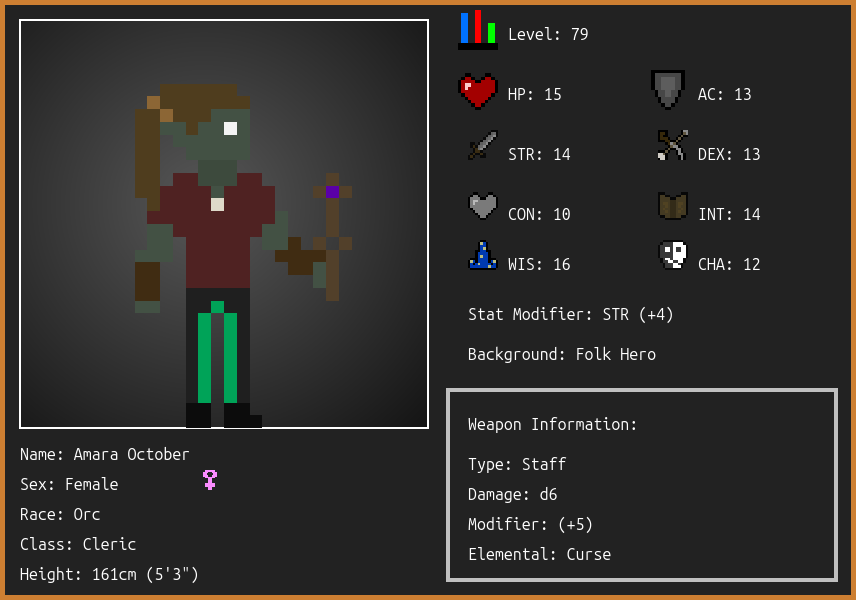 Level: 79
HP: 15
AC: 13
STR: 14
DEX: 13
CON: 10
INT: 14
WIS: 16
CHA: 12
Stat Modifier: STR (+4)
Background: Folk Hero
Weapon Information:
Type: Staff
Damage: d6
Modifier: (+5)
Elemental: Curse
Name: Amara October
Sex: Female
Race: Orc
Class: Cleric
Height: 161cm (5'3")